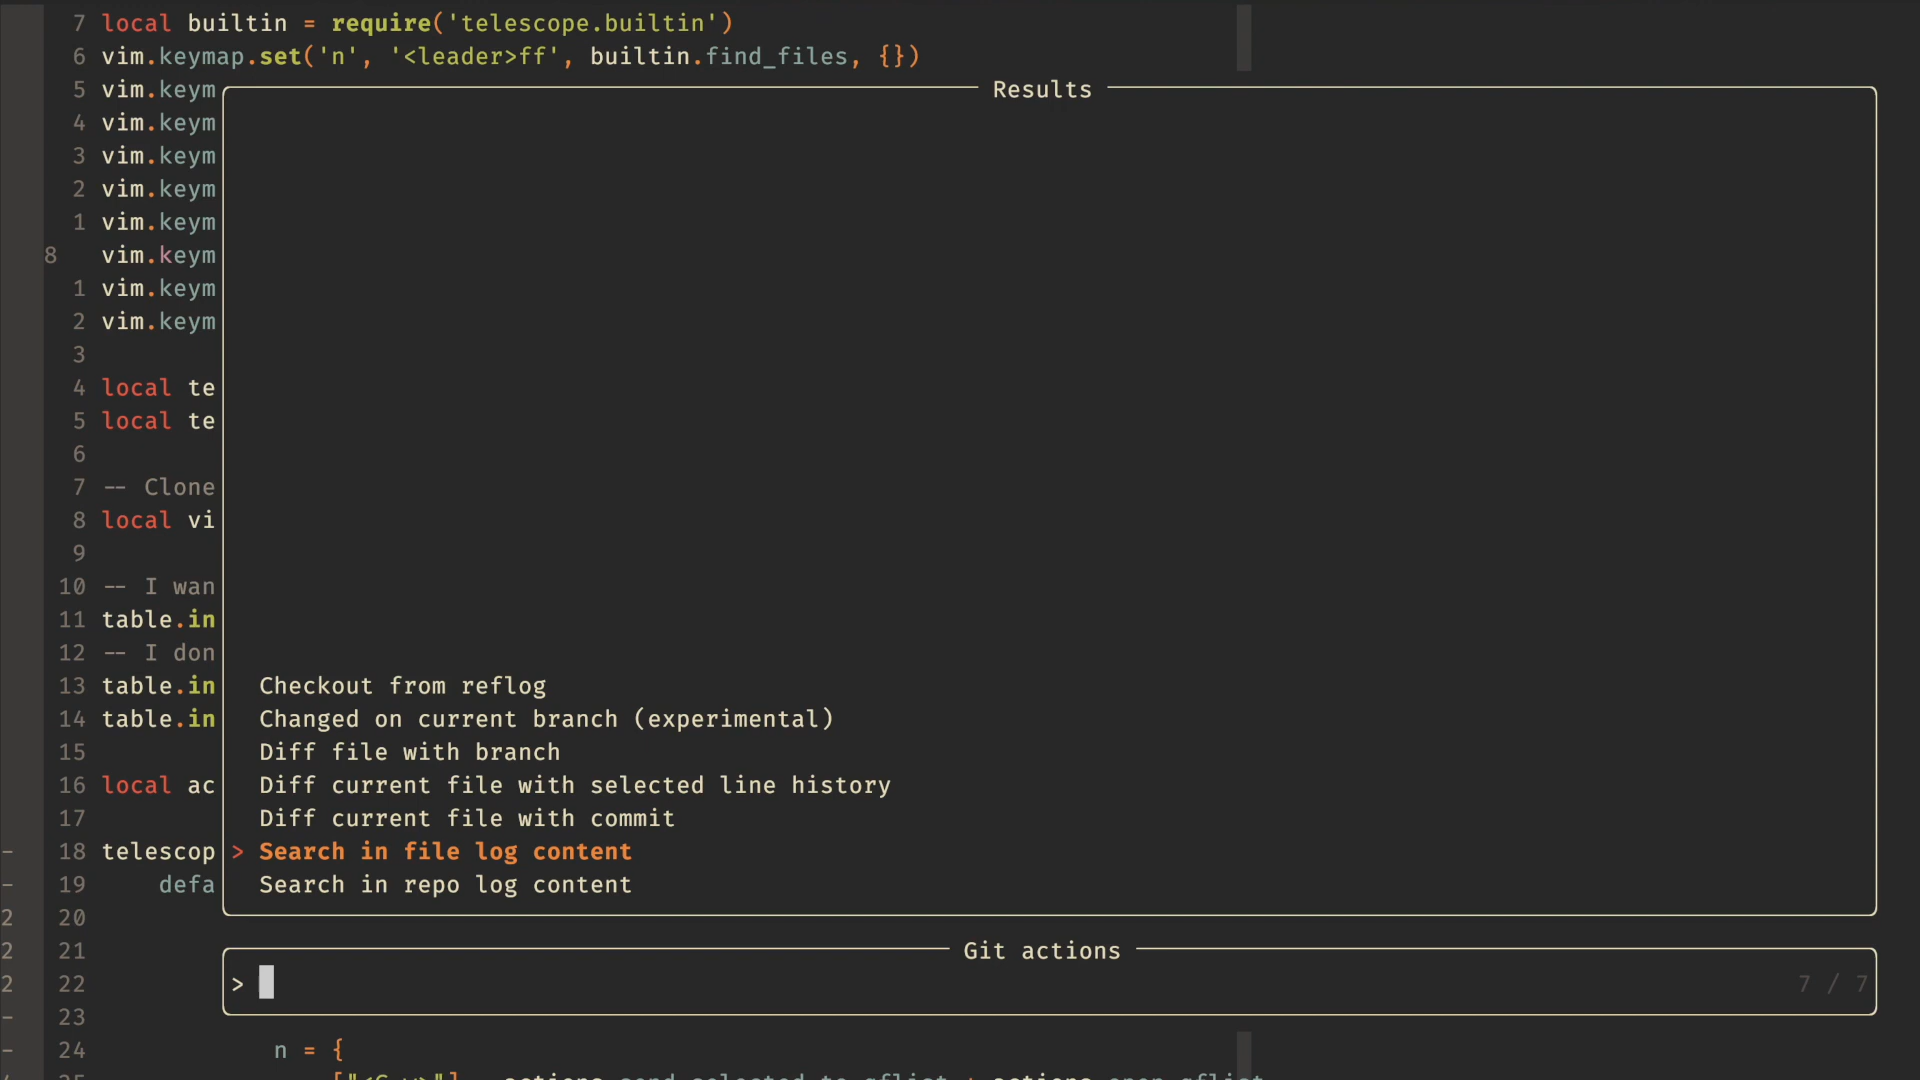 7 local builtin = require('telescope.builtin')
6 vim.keymap.set('n', '<leader>ff', builtin.find_files, {})
5 vim.keym
Results
4 vim.keym
3 vim.keym
2 vim.keym
1 vim.keym
8 vim.keym
1 vim.keym
2 vim.keym
3
4 local te
5 local te
6
7 -- Clone
8 local vi
9
10 -- I wan
11 table.in
12 -- I don
13 table.in Checkout from reflog
14 table.in Changed on current branch (experimental)
15 Diff file with branch
16 local ac Diff current file with selected line history
17 Diff current file with commit
- 18 telescop > Search in file log content
- 19 defa Search in repo log content
2 20
2 21 Git actions
2 22 > 7 / 7
- 23
- 24 n = {